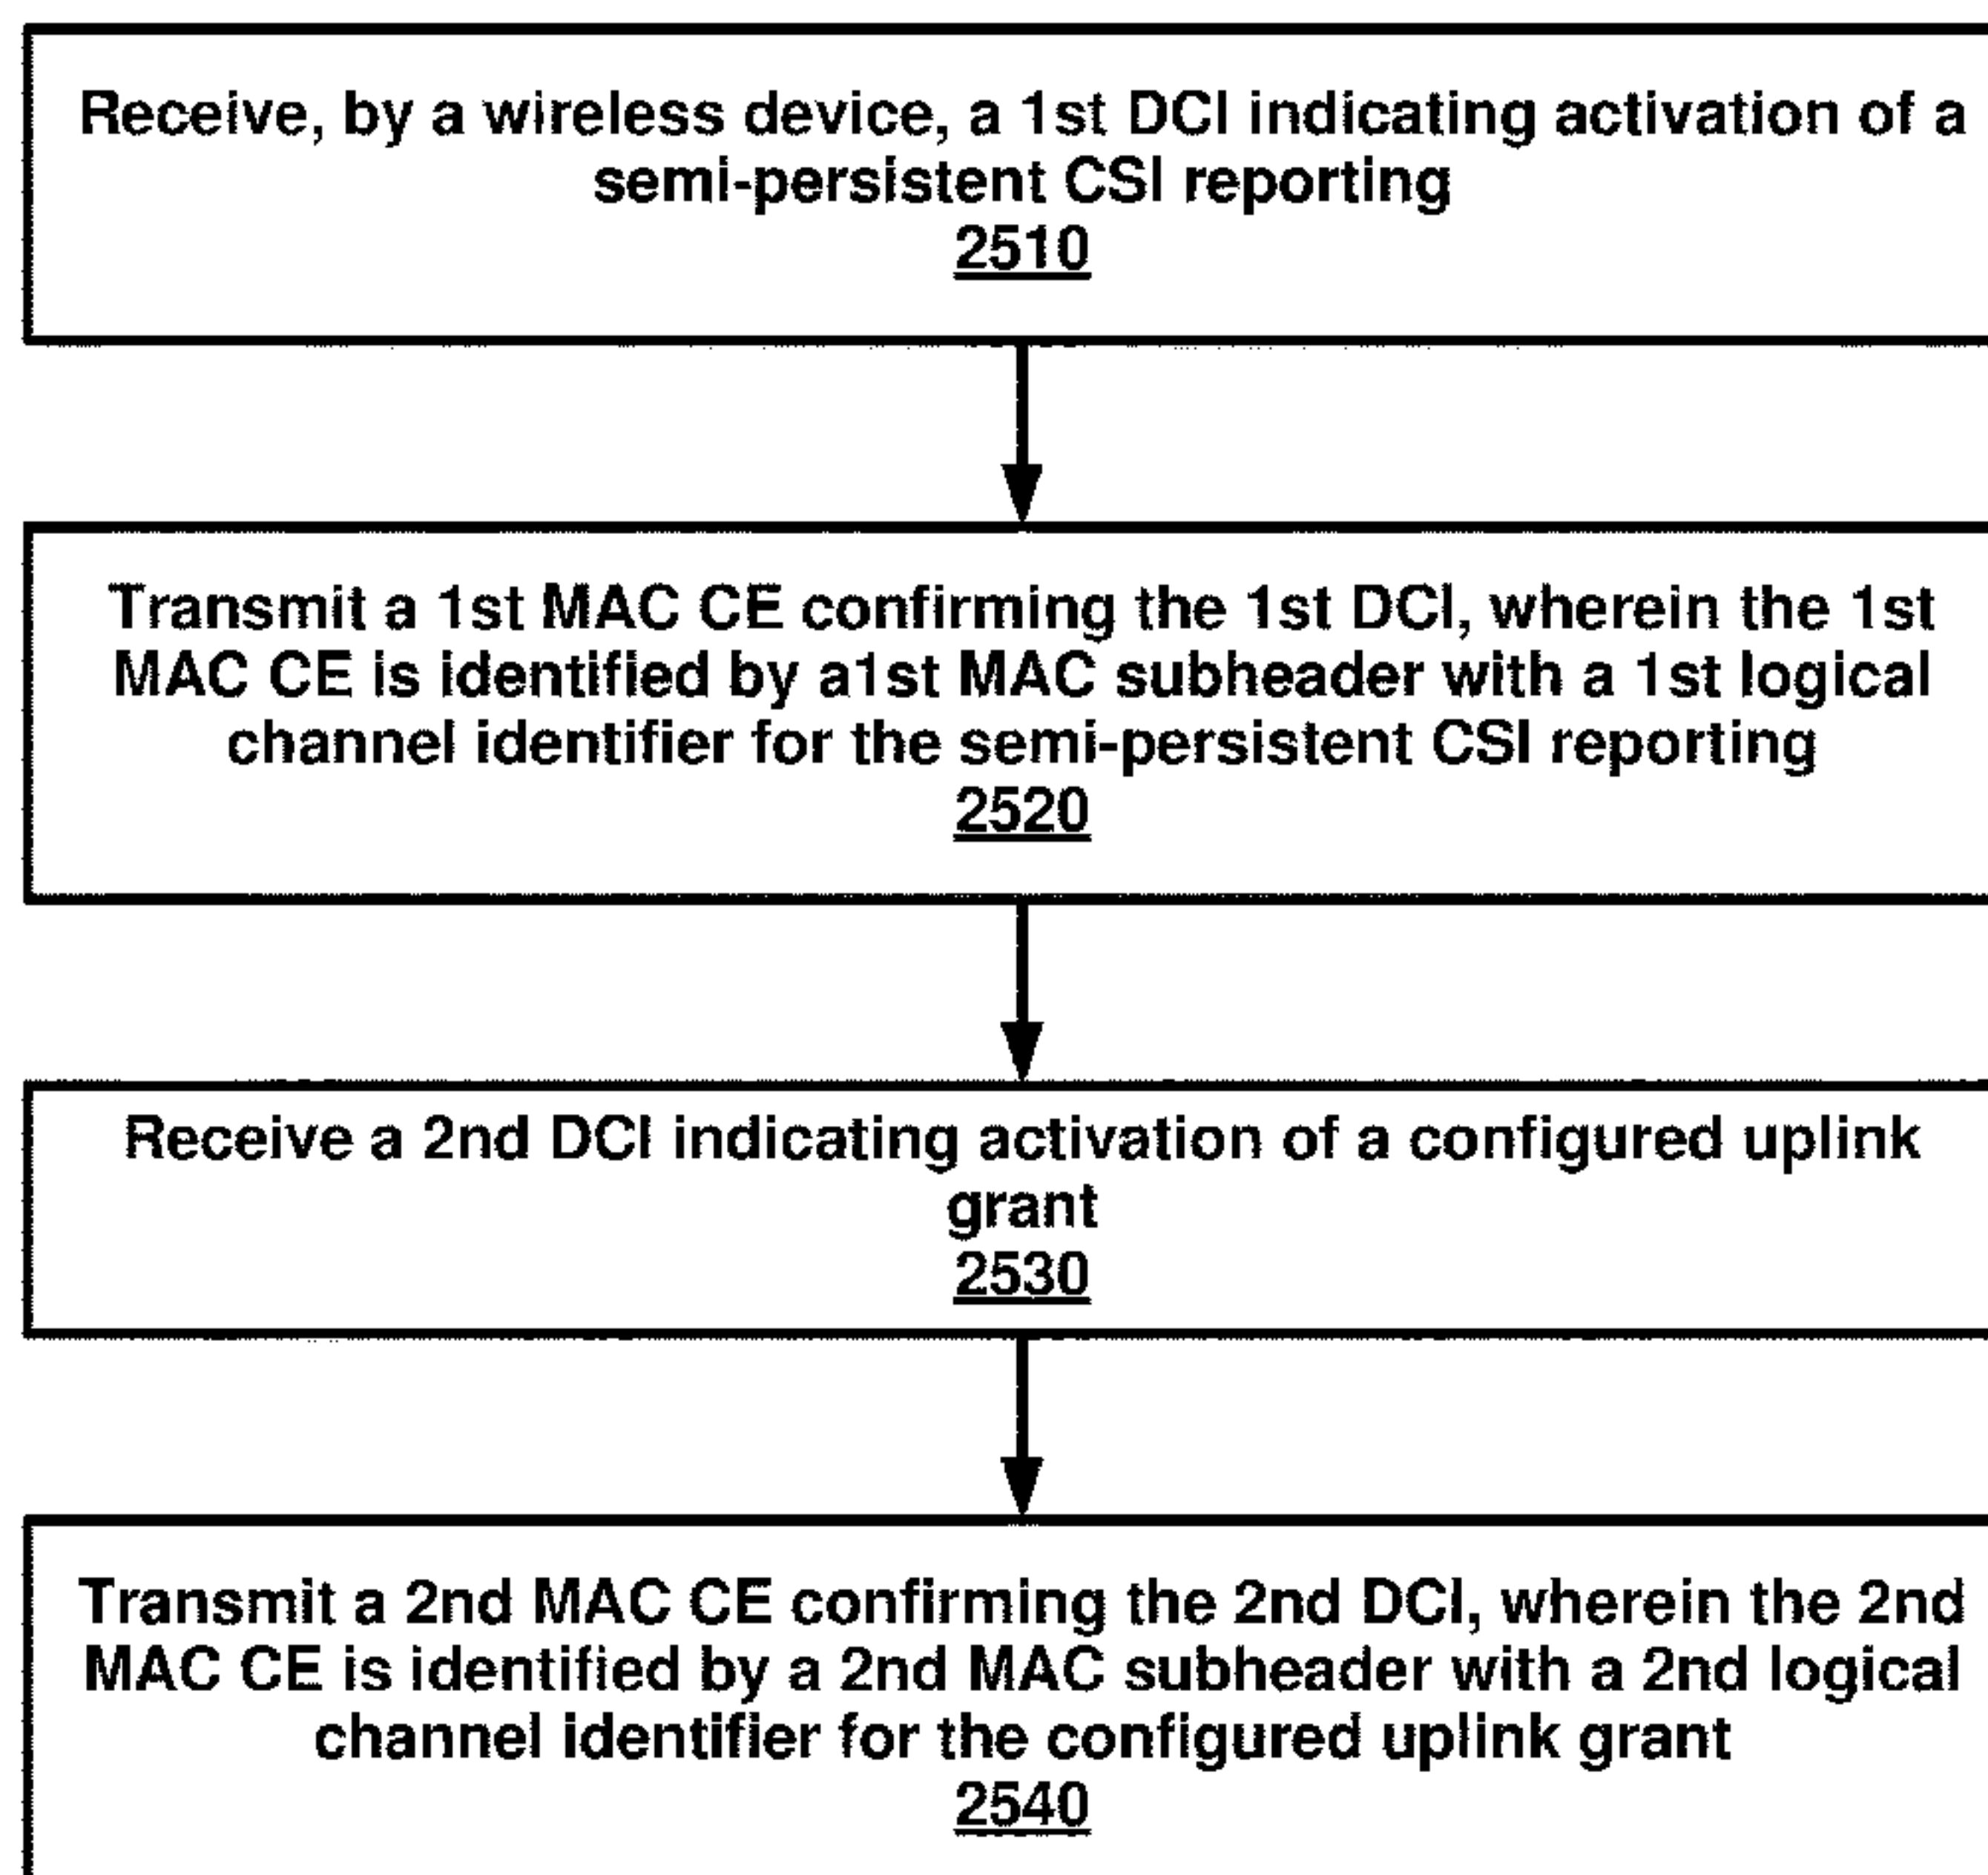 Receive, by a wireless device, a 1st DCI indicating activation of a
semi-persistent CSI reporting
2510
Transmit a 1st MAC CE confirming the 1st DCI, wherein the 1st
MAC CE is identified by a1st MAC subheader with a 1st logical
channel identifier for the semi-persistent CSI reporting
2520
Receive a 2nd DCI indicating activation of a configured uplink
grant
2530
Transmit a 2nd MAC CE confirming the 2nd DCI, wherein the 2nd
MAC CE is identified by a 2nd MAC subheader with a 2nd logical
channel identifier for the configured uplink grant
2540